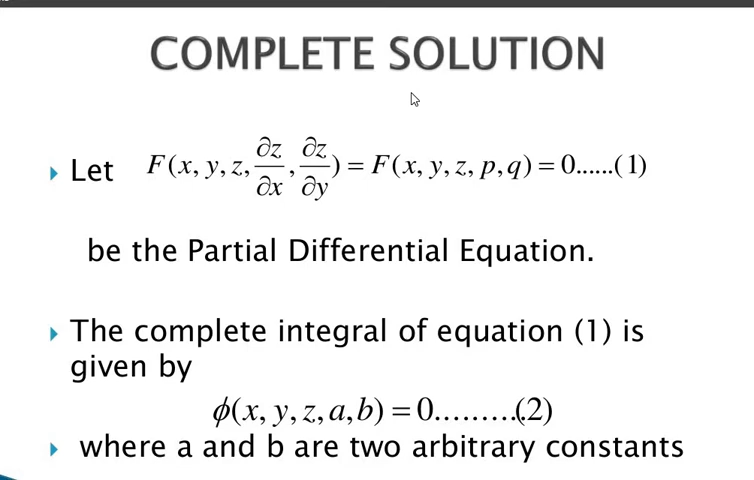 COMPLETE SOLUTION
Let F(x, y, z, ∂z/∂x, ∂z/∂y) = F(x, y, z, p, q) = 0......(1)
be the Partial Differential Equation.
The complete integral of equation (1) is
given by
ϕ(x, y, z, a, b) = 0.........(2)
where a and b are two arbitrary constants